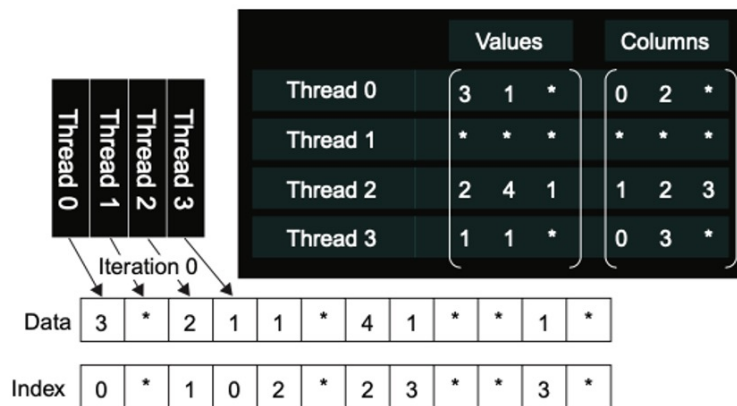 Values Columns
Thread 0 3 1 * 0 2 *
Thread 1 * * * * * *
Thread 2 2 4 1 1 2 3
Thread 3 1 1 * 0 3 *
Thread 0
Thread 1
Thread 2
Thread 3
Iteration 0
Data 3 * 2 1 1 * 4 1 * * 1 *
Index 0 * 1 0 2 * 2 3 * * 3 *